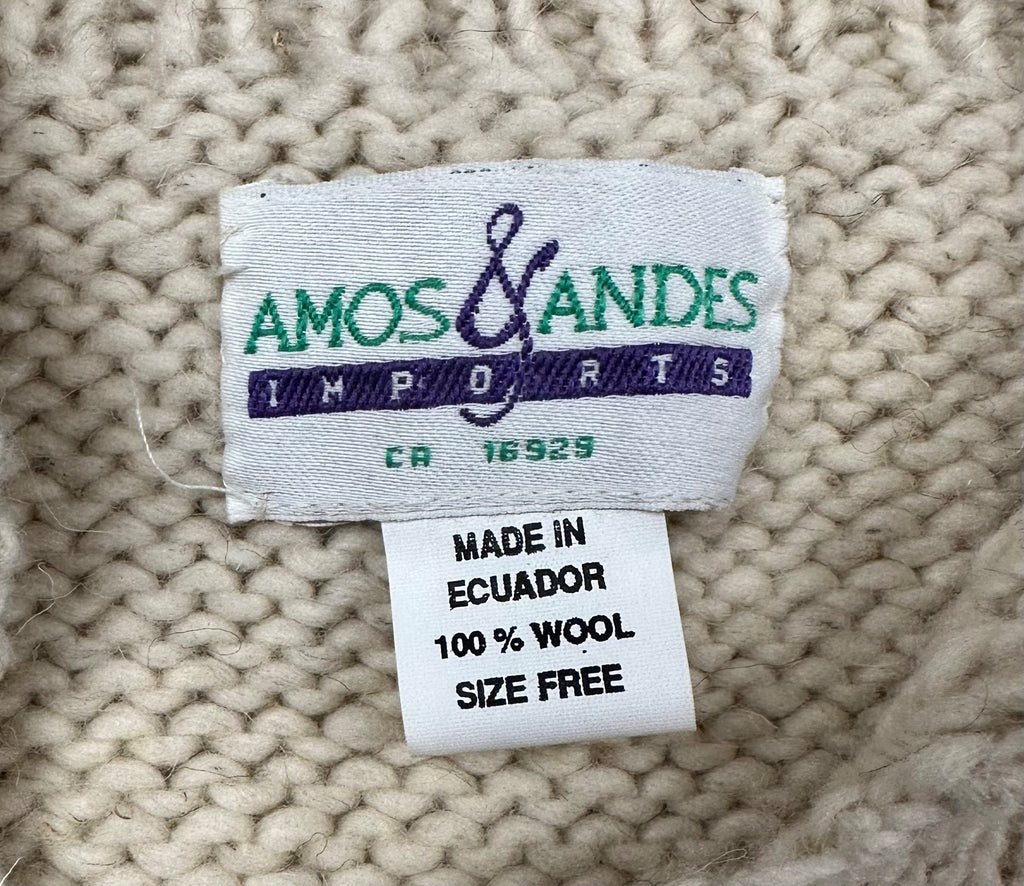 AMOS & ANDES
IMPORTS
CA 16929
MADE IN
ECUADOR
100 % WOOL
SIZE FREE